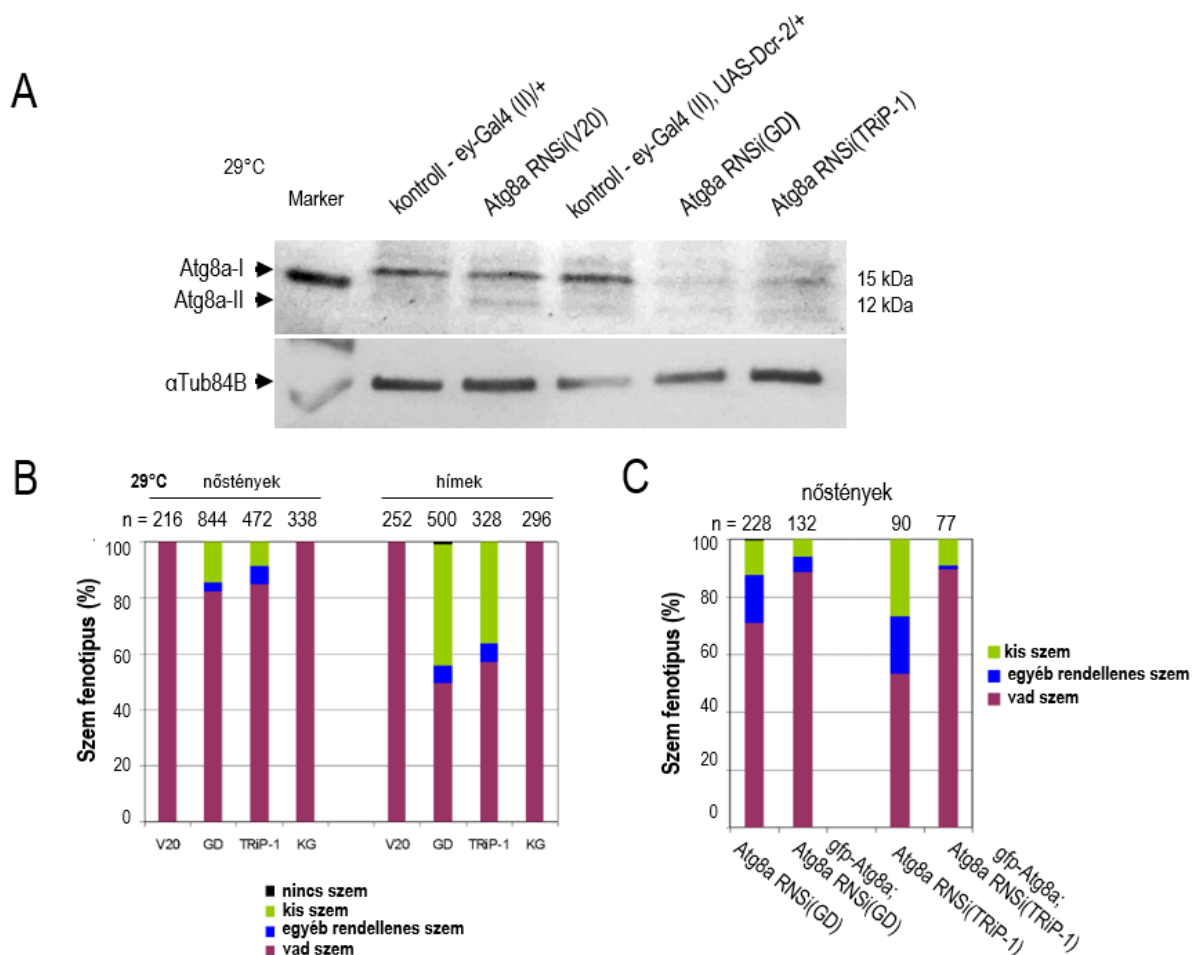 A
29°C
Marker
kontroll - ey-Gal4 (II)/+
Atg8a RNSi(V20)
kontroll - ey-Gal4 (II), UAS-Dcr-2/+
Atg8a RNSi(GD)
Atg8a RNSi(TRiP-1)
Atg8a-I
Atg8a-II
15 kDa
12 kDa
αTub84B
B
29°C nőstények hímek
n = 216 844 472 338 252 500 328 296
Szem fenotípus (%)
100
80
60
40
20
0
V20 GD TRiP-1 KG V20 GD TRiP-1 KG
nincs szem
kis szem
egyéb rendellenes szem
vad szem
C
nőstények
n = 228 132 90 77
Szem fenotípus (%)
100
80
60
40
20
0
Atg8a RNSi(GD)
gfp-Atg8a;
Atg8a RNSi(GD)
Atg8a RNSi(TRiP-1)
gfp-Atg8a;
Atg8a RNSi(TRiP-1)
kis szem
egyéb rendellenes szem
vad szem